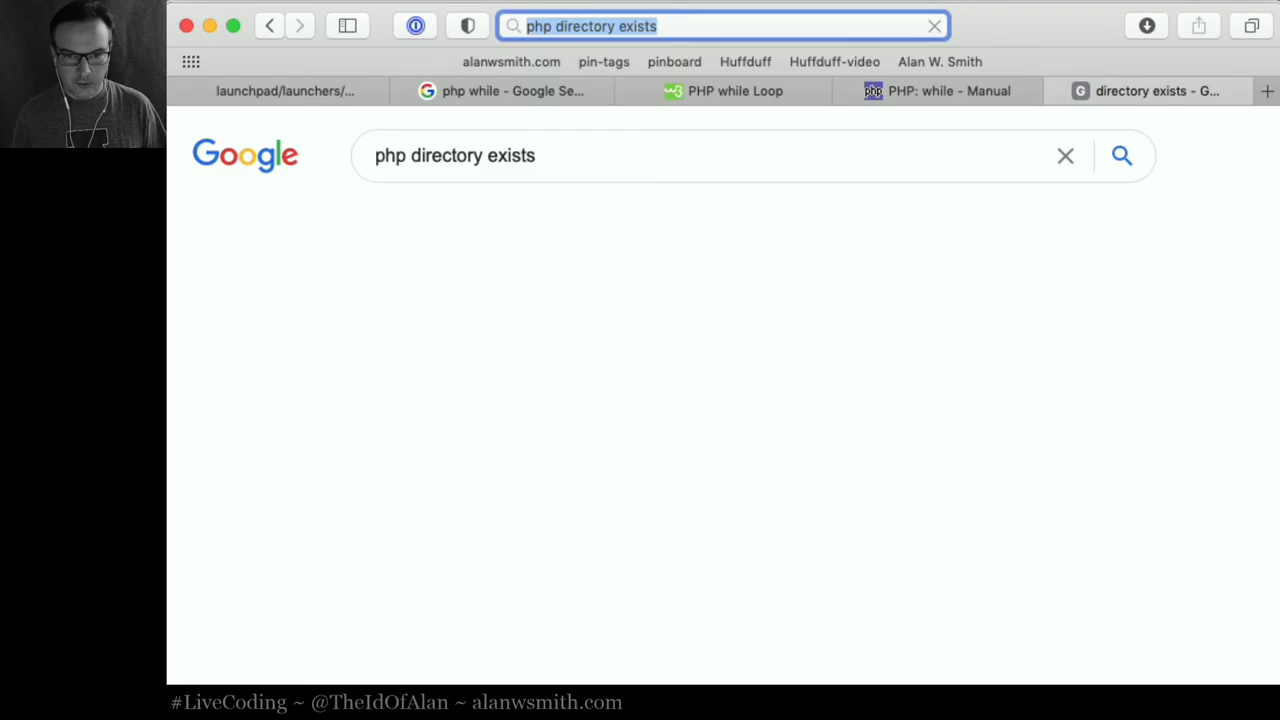 php directory exists
alanwsmith.com pin-tags pinboard Huffduff Huffduff-video Alan W. Smith
launchpad/launchers/... php while - Google Se... PHP while Loop PHP: while - Manual directory exists - G...
Google php directory exists
#LiveCoding ~ @TheIdOfAlan ~ alanwsmith.com